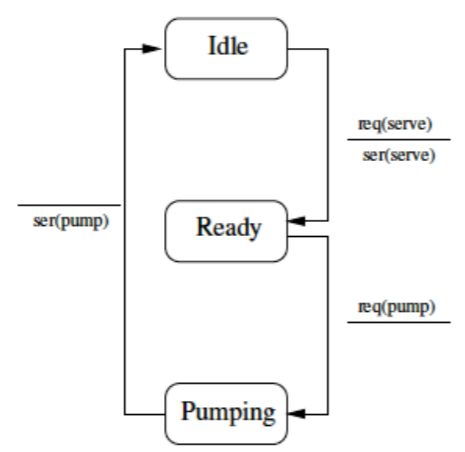 Idle
req(serve)
ser(serve)
ser(pump)
Ready
req(pump)
Pumping